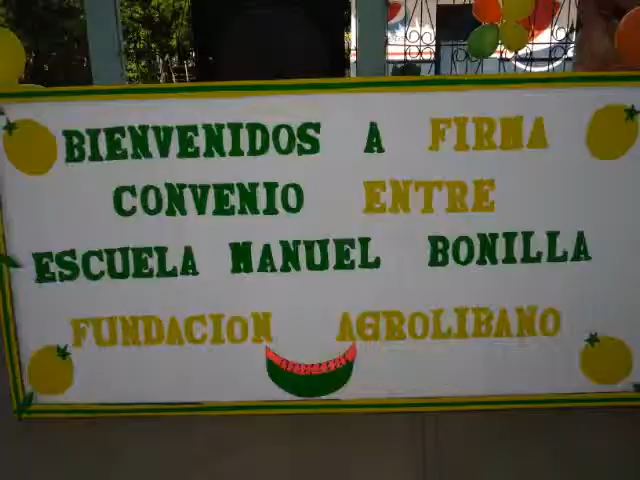 BIENVENIDOS A FIRMA
CONVENIO ENTRE
ESCUELA MANUEL BONILLA
FUNDACION AGROLIBANO